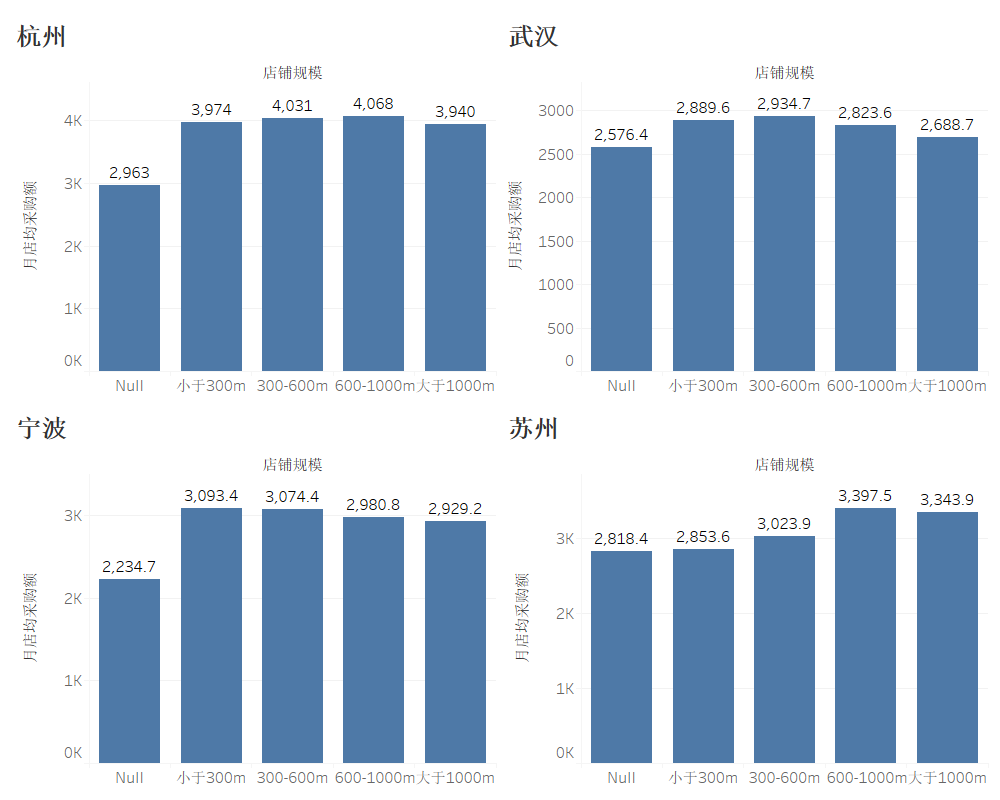 杭州
店铺规模
月店均采购额
4K
3K
2K
1K
0K
2,963
3,974
4,031
4,068
3,940
Null
小于300m
300-600m
600-1000m
大于1000m
武汉
店铺规模
月店均采购额
3000
2500
2000
1500
1000
500
0
2,576.4
2,889.6
2,934.7
2,823.6
2,688.7
Null
小于300m
300-600m
600-1000m
大于1000m
宁波
店铺规模
月店均采购额
3K
2K
1K
0K
2,234.7
3,093.4
3,074.4
2,980.8
2,929.2
Null
小于300m
300-600m
600-1000m
大于1000m
苏州
店铺规模
月店均采购额
3K
2K
1K
0K
2,818.4
2,853.6
3,023.9
3,397.5
3,343.9
Null
小于300m
300-600m
600-1000m
大于1000m